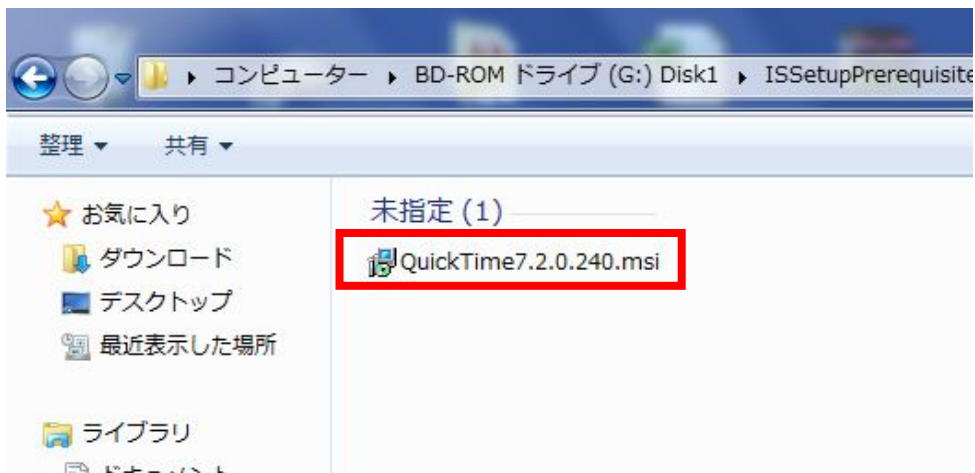 コンピューター ▸ BD-ROM ドライブ (G:) Disk1 ▸ ISSetupPrerequisite
整理 ▼ 共有 ▼
お気に入り
ダウンロード
デスクトップ
最近表示した場所
ライブラリ
未指定 (1)
QuickTime7.2.0.240.msi